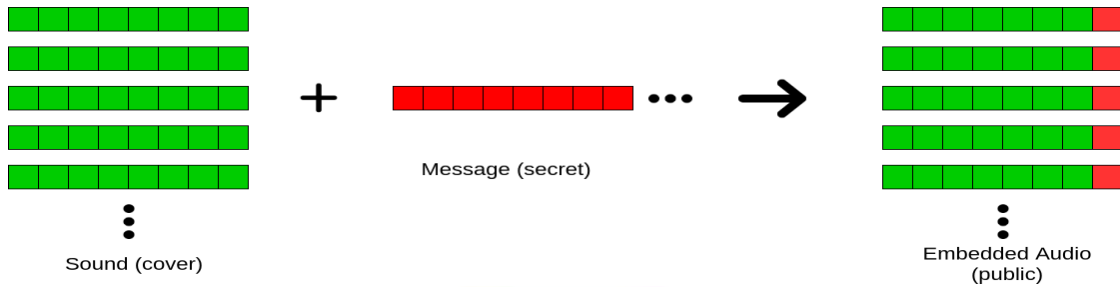 Message (secret)
Sound (cover)
Embedded Audio
(public)